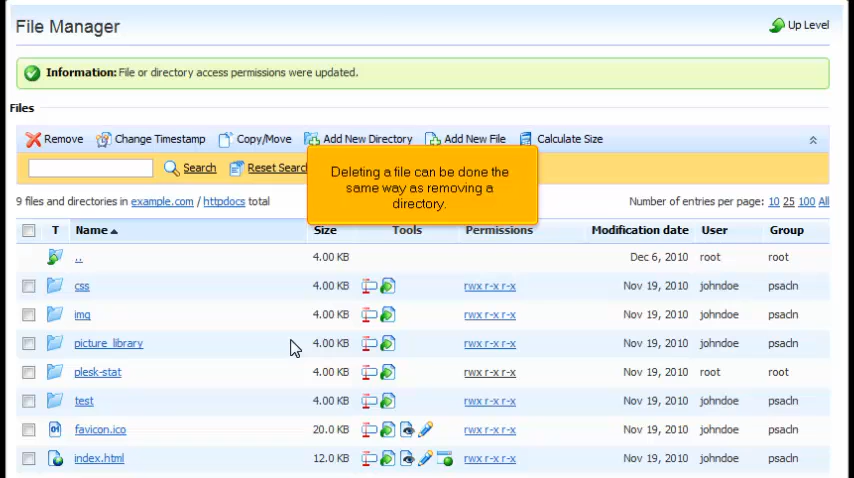 File Manager
Up Level
Information: File or directory access permissions were updated.
Files
Remove Change Timestamp Copy/Move Add New Directory Add New File Calculate Size
Search Reset Searc
Deleting a file can be done the
same way as removing a
directory.
9 files and directories in example.com / httpdocs total Number of entries per page: 10 25 100 All
T Name Size Tools Permissions Modification date User Group
.. 4.00 KB Dec 6, 2010 root root
css 4.00 KB rwx r-x r-x Nov 19, 2010 johndoe psacln
img 4.00 KB rwx r-x r-x Nov 19, 2010 johndoe psacln
picture_library 4.00 KB rwx r-x r-x Nov 19, 2010 johndoe psacln
plesk-stat 4.00 KB rwx r-x r-x Nov 19, 2010 root root
test 4.00 KB rwx r-x r-x Nov 19, 2010 johndoe psacln
favicon.ico 20.0 KB rwx r-x r-x Nov 19, 2010 johndoe psacln
index.html 12.0 KB rwx r-x r-x Nov 19, 2010 johndoe psacln